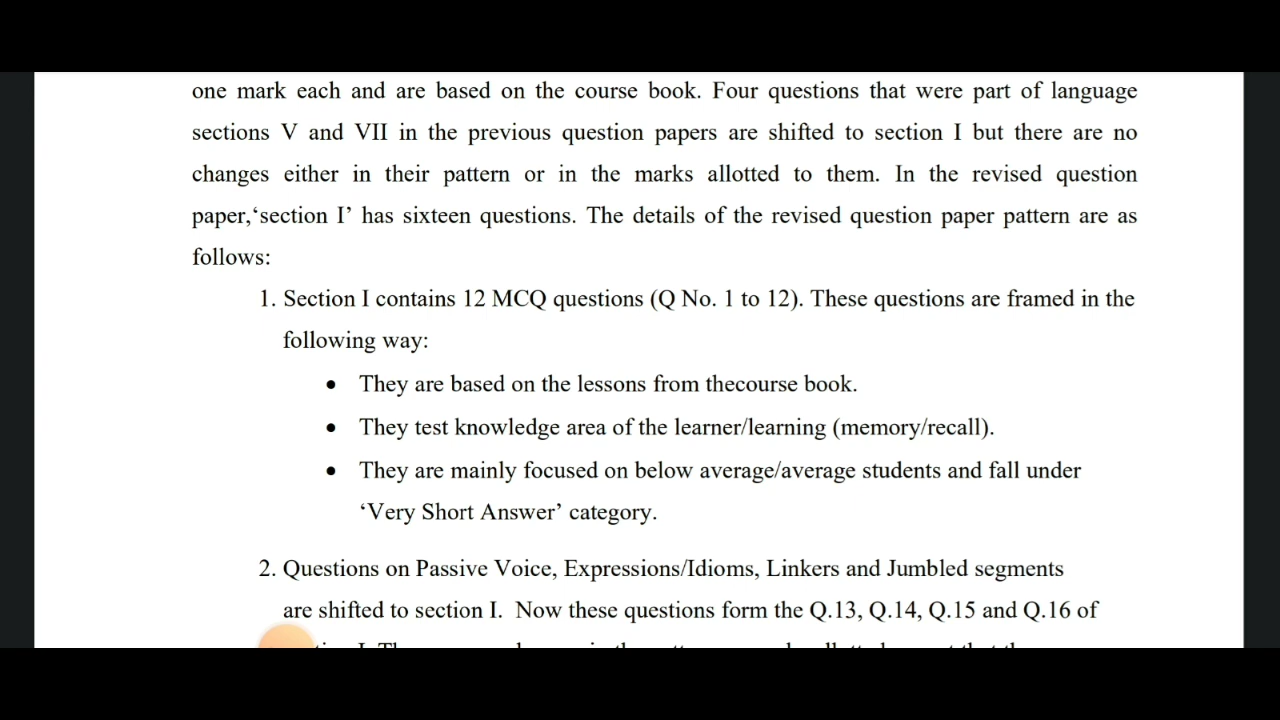 one mark each and are based on the course book. Four questions that were part of language
sections V and VII in the previous question papers are shifted to section I but there are no
changes either in their pattern or in the marks allotted to them. In the revised question
paper,‘section I’ has sixteen questions. The details of the revised question paper pattern are as
follows:
1. Section I contains 12 MCQ questions (Q No. 1 to 12). These questions are framed in the
following way:
• They are based on the lessons from thecourse book.
• They test knowledge area of the learner/learning (memory/recall).
• They are mainly focused on below average/average students and fall under
‘Very Short Answer’ category.
2. Questions on Passive Voice, Expressions/Idioms, Linkers and Jumbled segments
are shifted to section I. Now these questions form the Q.13, Q.14, Q.15 and Q.16 of